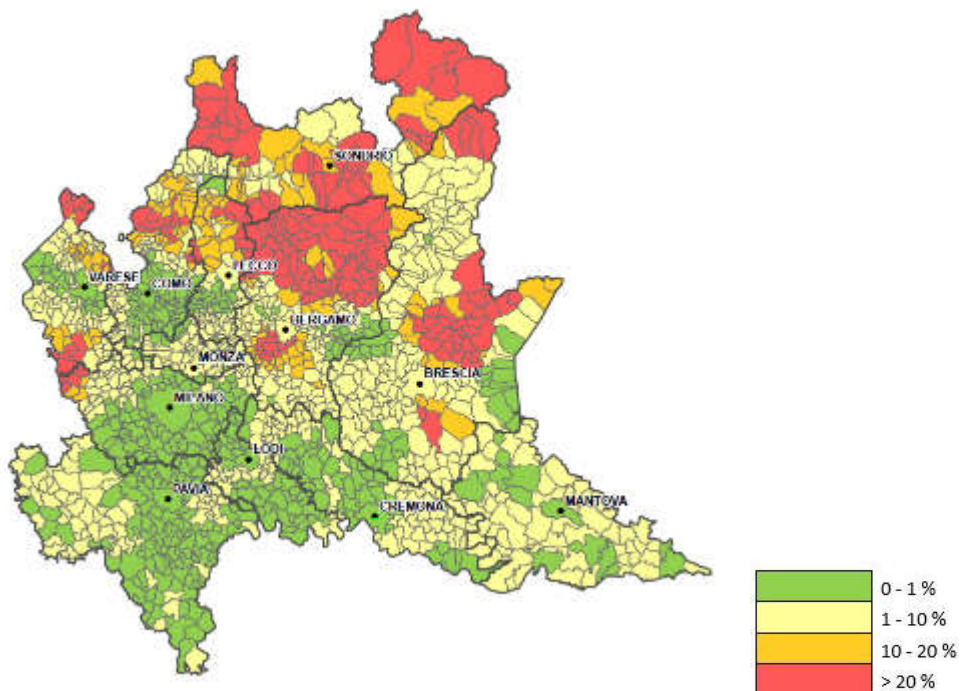 SONDRIO
LECCO
VARESE
COMO
BERGAMO
MONZA
BRESCIA
MILANO
LODI
PAVIA
CREMONA
MANTOVA
0 - 1 %
1 - 10 %
10 - 20 %
> 20 %